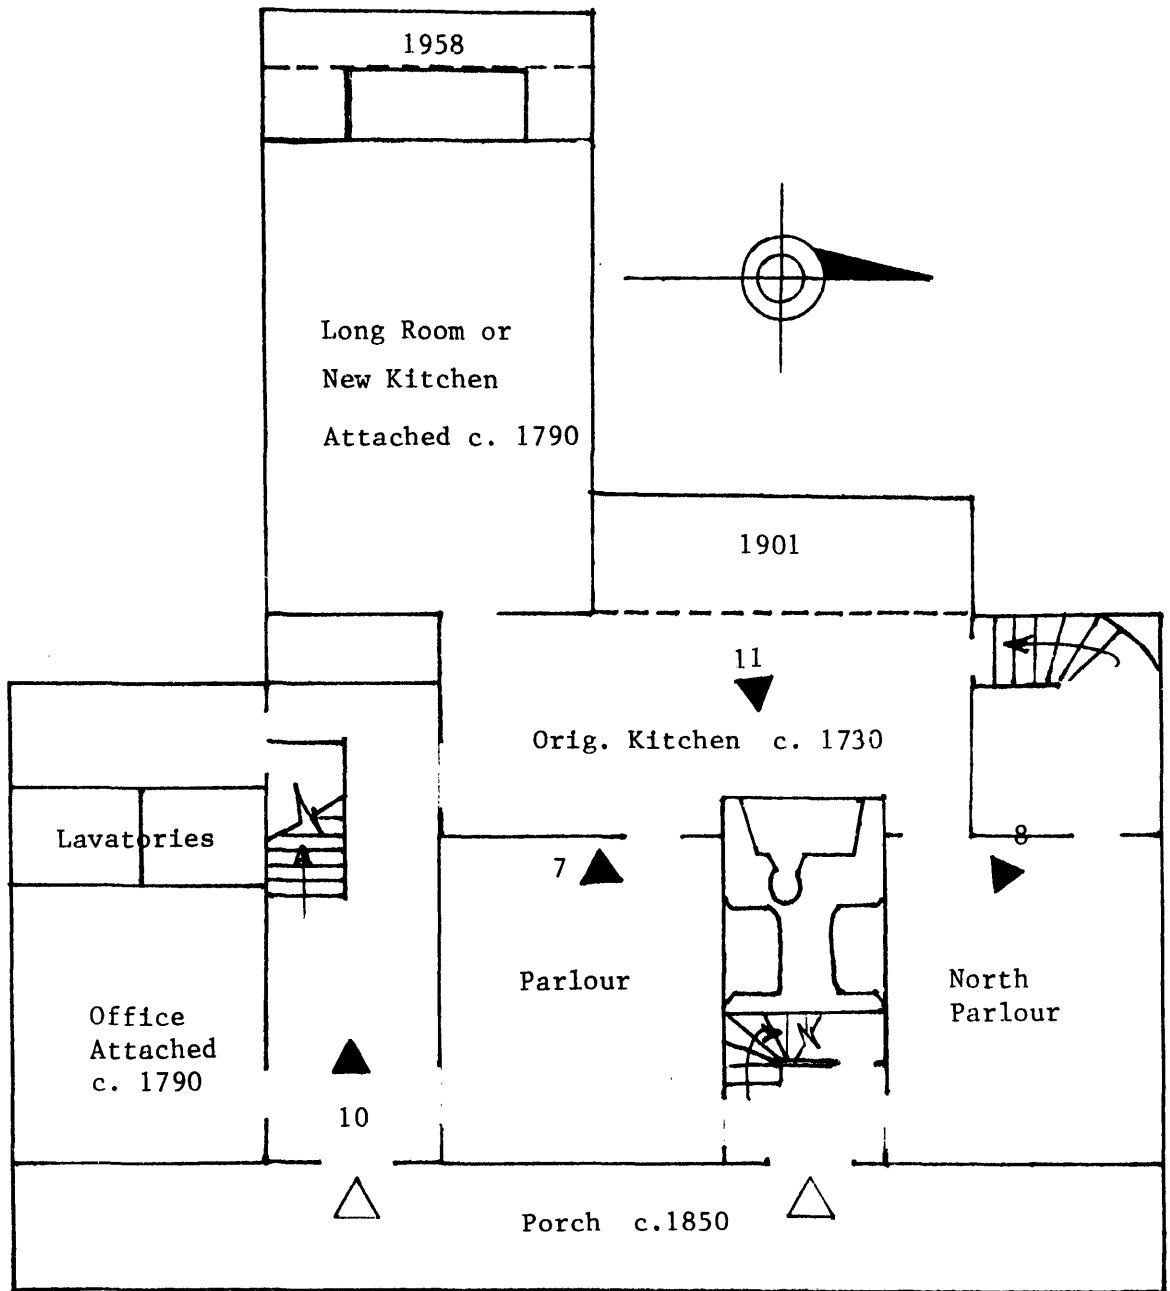 1958
Long Room or
New Kitchen
Attached c. 1790
1901
11
Orig. Kitchen c. 1730
8
Lavatories
7
Parlour
North
Parlour
Office
Attached
c. 1790
10
Porch c.1850